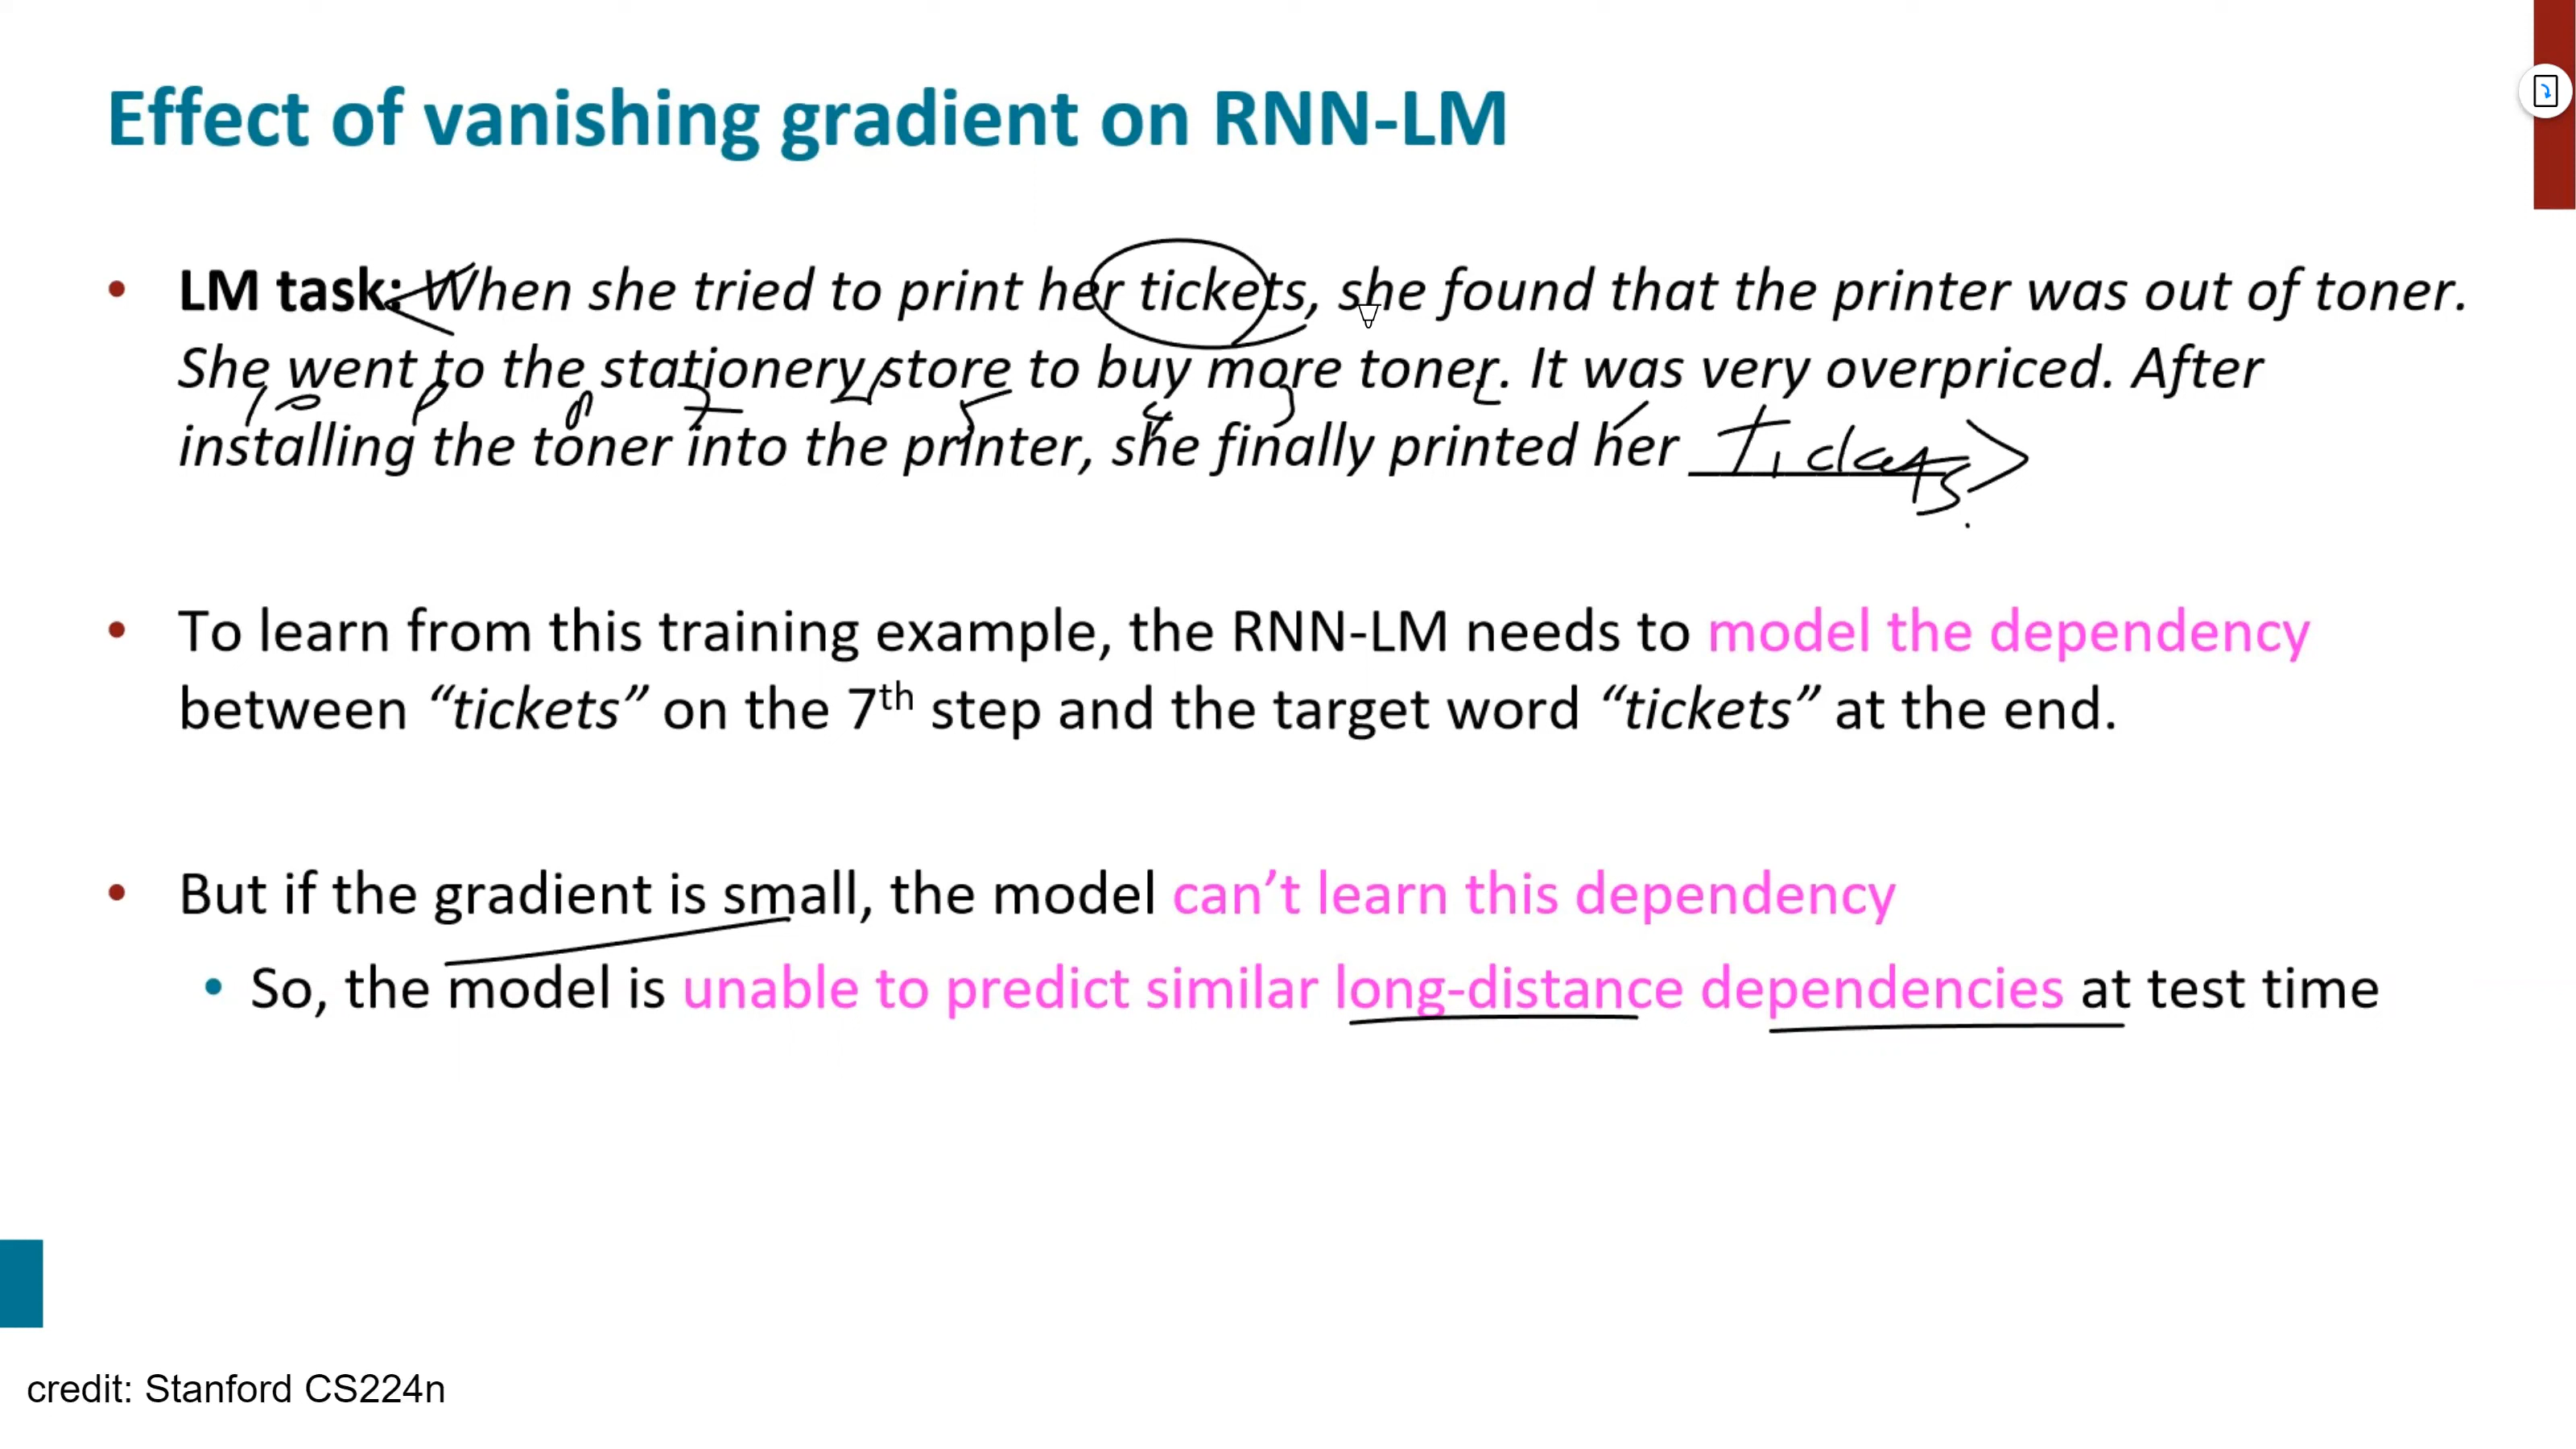 Effect of vanishing gradient on RNN-LM
• LM task: When she tried to print her tickets, she found that the printer was out of toner.
She went to the stationery store to buy more toner. It was very overpriced. After
installing the toner into the printer, she finally printed her ________ tickets
• To learn from this training example, the RNN-LM needs to model the dependency
between “tickets” on the 7th step and the target word “tickets” at the end.
• But if the gradient is small, the model can’t learn this dependency
• So, the model is unable to predict similar long-distance dependencies at test time
credit: Stanford CS224n